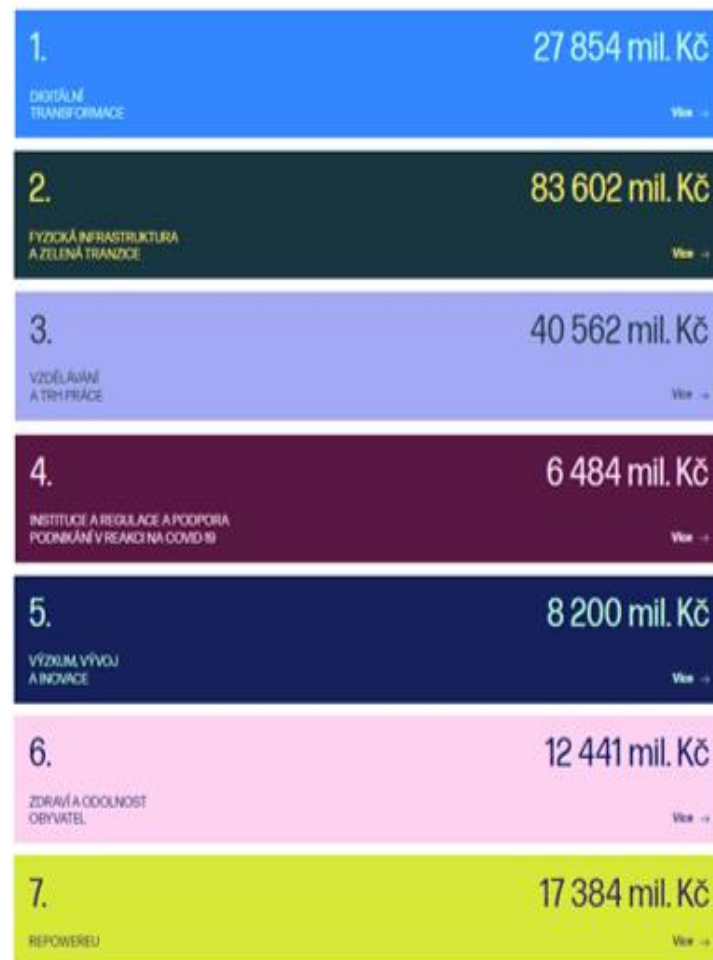 1.
27 854 mil. Kč
DIGITÁLNÍ
TRANSFORMACE
Více →
2.
83 602 mil. Kč
FYZICKÁ INFRASTRUKTURA
A ZELENÁ TRANZICE
Více →
3.
40 562 mil. Kč
VZDĚLÁVÁNÍ
A TRH PRÁCE
Více →
4.
6 484 mil. Kč
INSTITUCE A REGULACE A PODPORA
PODNIKÁNÍ V REAKCI NA COVID 19
Více →
5.
8 200 mil. Kč
VÝZKUM, VÝVOJ
A INOVACE
Více →
6.
12 441 mil. Kč
ZDRAVÍ A ODOLNOST
OBYVATEL
Více →
7.
17 384 mil. Kč
REPOWEREU
Více →